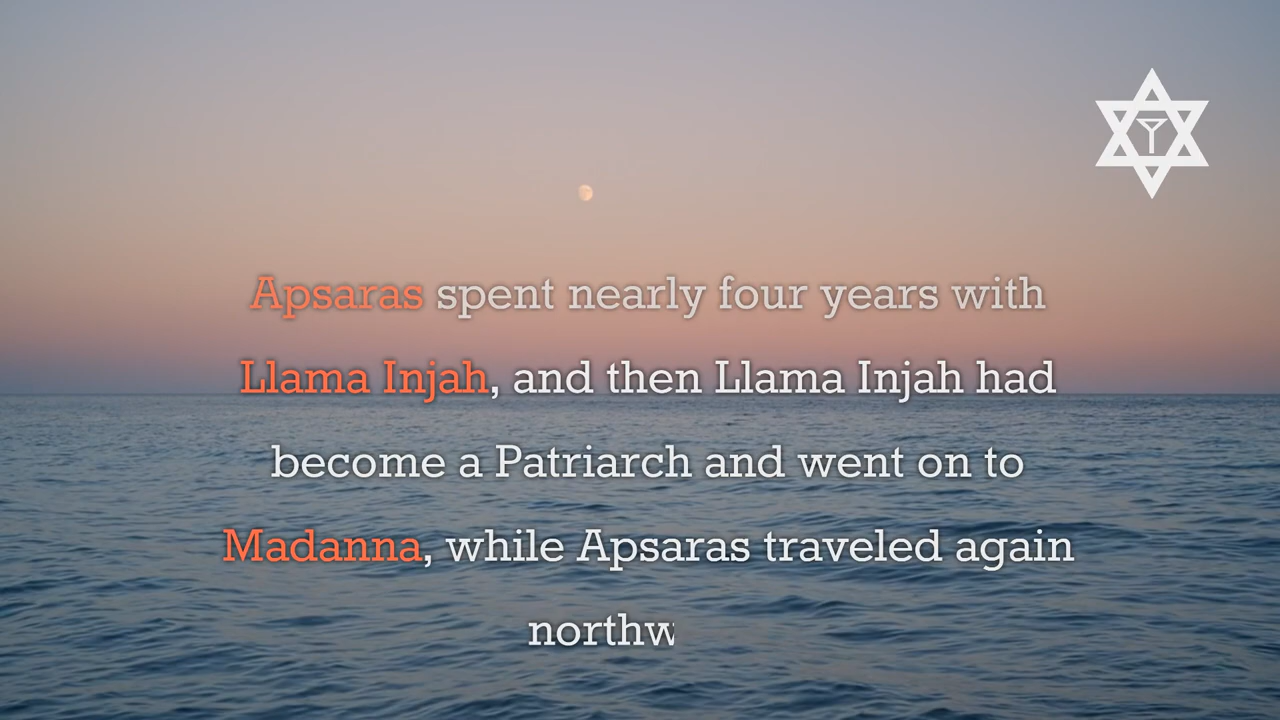 Apsaras spent nearly four years with
Llama Injah, and then Llama Injah had
become a Patriarch and went on to
Madanna, while Apsaras traveled again
northw